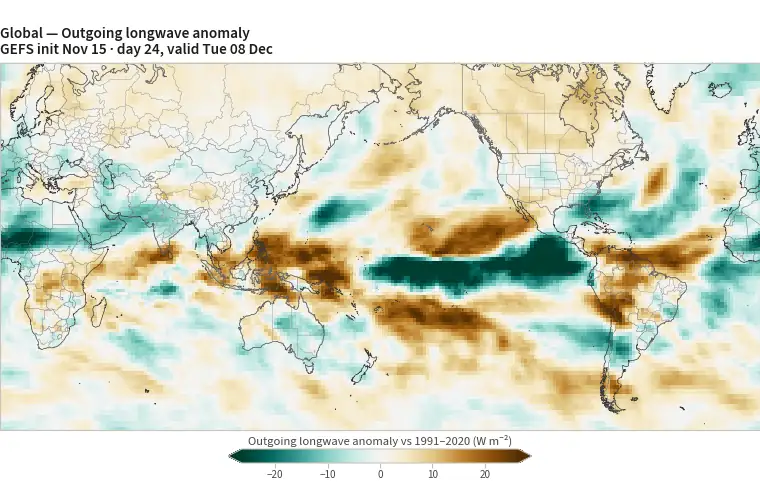 Global — Outgoing longwave anomaly
GEFS init Nov 15 · day 24, valid Tue 08 Dec
Outgoing longwave anomaly vs 1991–2020 (W m⁻²)
−20 −10 0 10 20